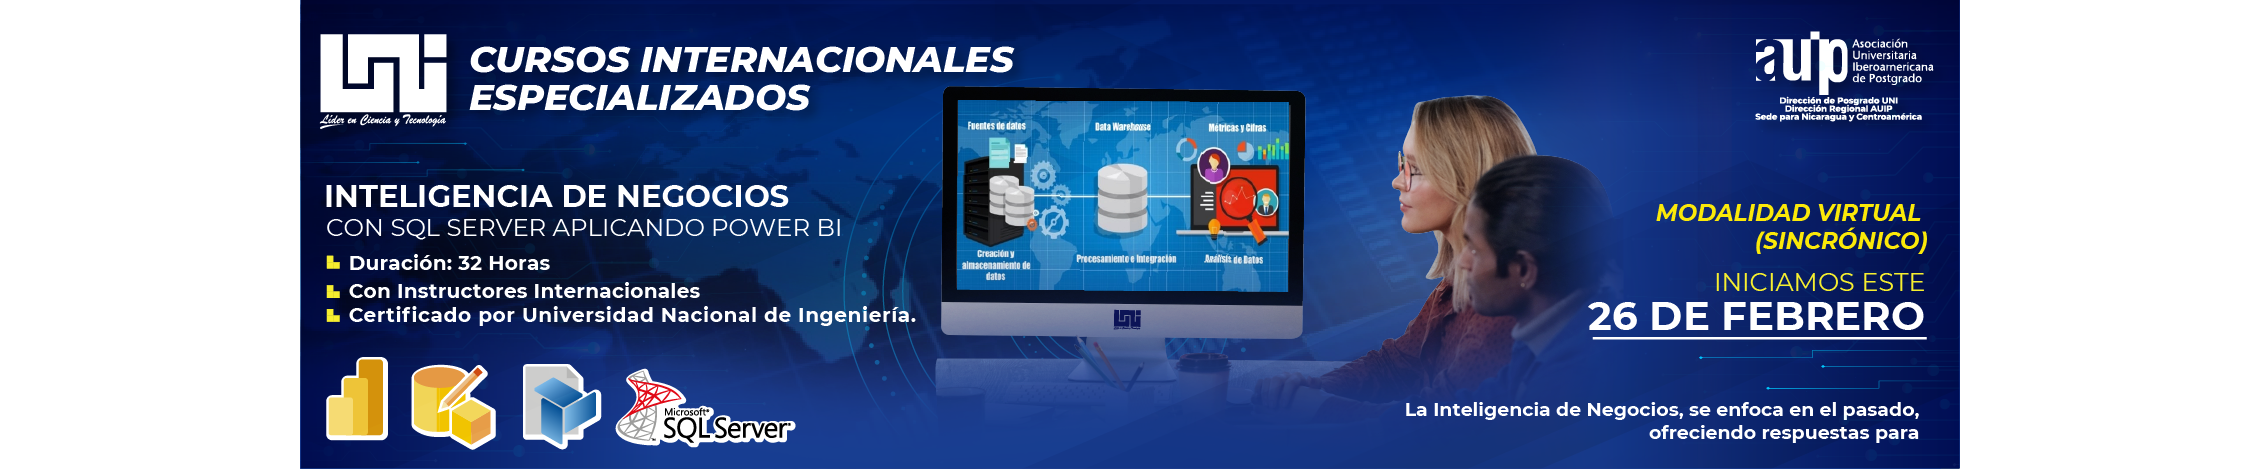 UNI
Líder en Ciencia y Tecnología
CURSOS INTERNACIONALES
ESPECIALIZADOS
auip
Asociación
Universitaria
Iberoamericana
de Postgrado
Dirección de Posgrado UNI
Dirección Regional AUIP
Sede para Nicaragua y Centroamérica
INTELIGENCIA DE NEGOCIOS
CON SQL SERVER APLICANDO POWER BI
Duración: 32 Horas
Con Instructores Internacionales
Certificado por Universidad Nacional de Ingeniería.
Fuentes de datos
Data Warehouse
Métricas y Cifras
Creación y
almacenamiento de
datos
Procesamiento e Integración
Análisis de Datos
UNI
MODALIDAD VIRTUAL
(SINCRÓNICO)
INICIAMOS ESTE
26 DE FEBRERO
Microsoft®
SQL Server®
La Inteligencia de Negocios, se enfoca en el pasado,
ofreciendo respuestas para